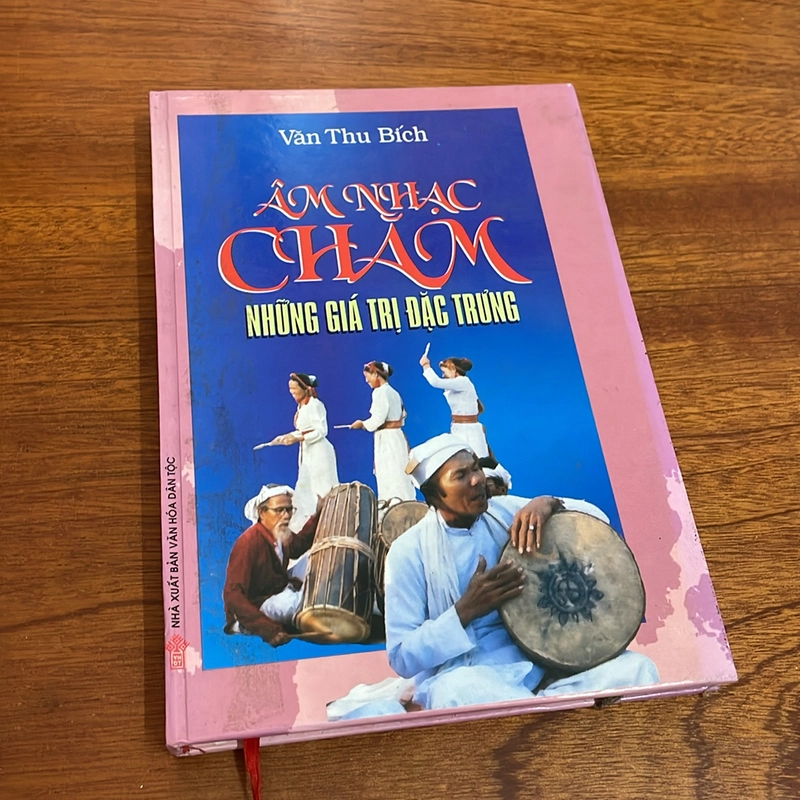 Văn Thu Bích
ÂM NHẠC
CHĂM
NHỮNG GIÁ TRỊ ĐẶC TRƯNG
NHÀ XUẤT BẢN VĂN HÓA DÂN TỘC